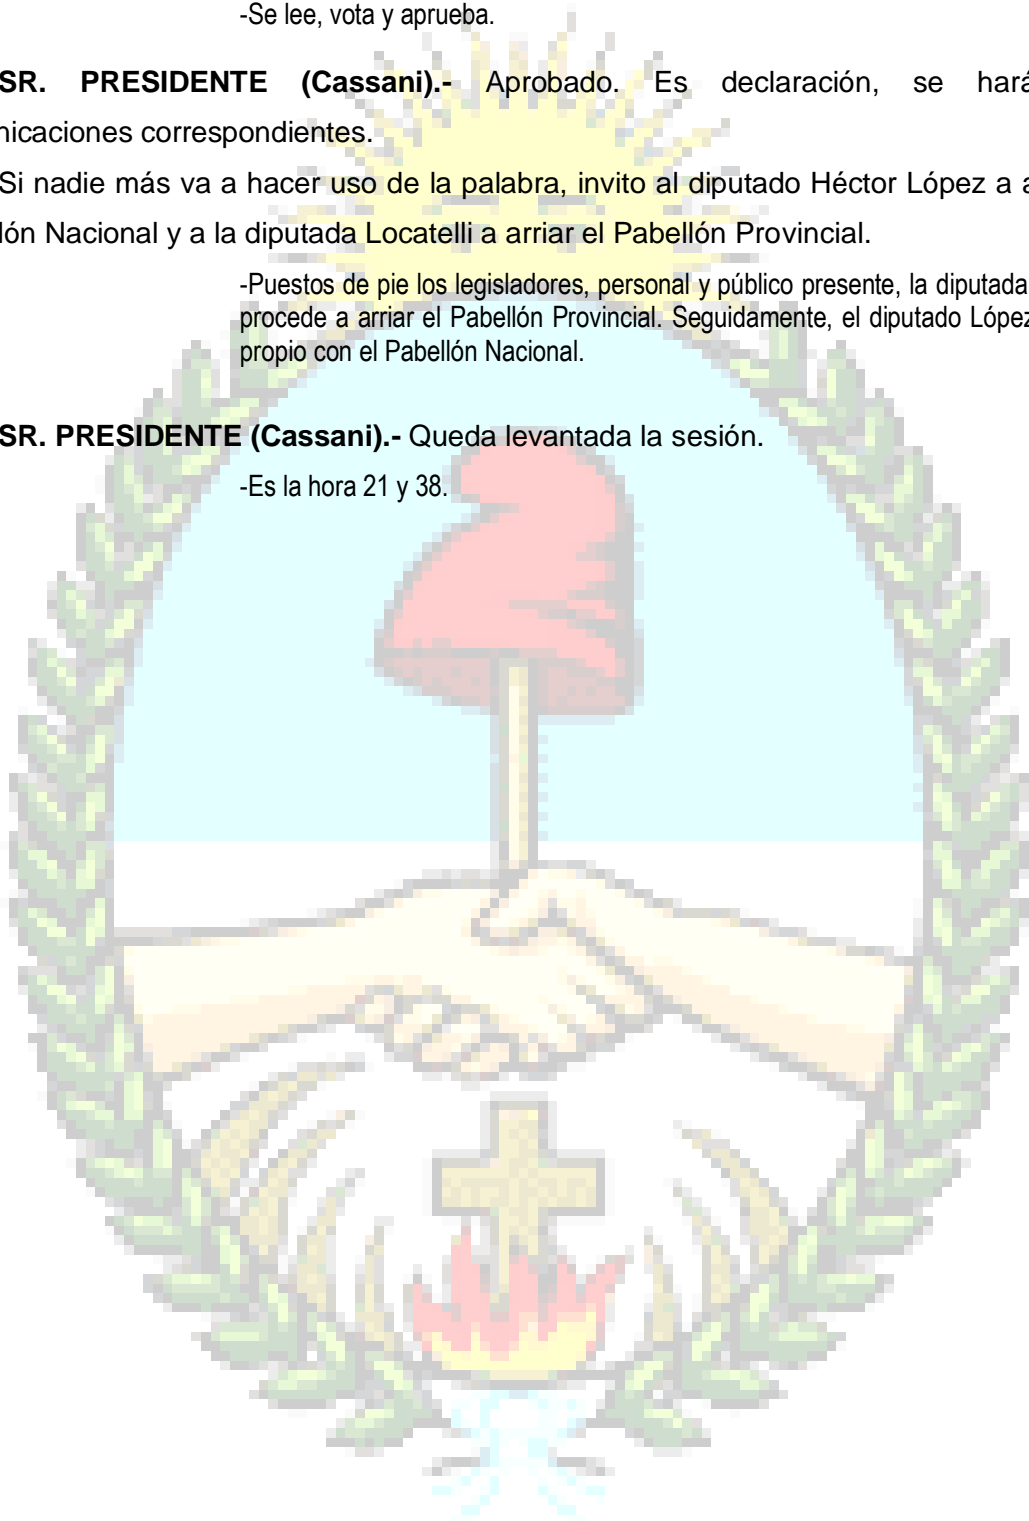 -Se lee, vota y aprueba.
SR. PRESIDENTE (Cassani).- Aprobado. Es declaración, se hará
nicaciones correspondientes.
Si nadie más va a hacer uso de la palabra, invito al diputado Héctor López a a
lón Nacional y a la diputada Locatelli a arriar el Pabellón Provincial.
-Puestos de pie los legisladores, personal y público presente, la diputada
procede a arriar el Pabellón Provincial. Seguidamente, el diputado López
propio con el Pabellón Nacional.
SR. PRESIDENTE (Cassani).- Queda levantada la sesión.
-Es la hora 21 y 38.